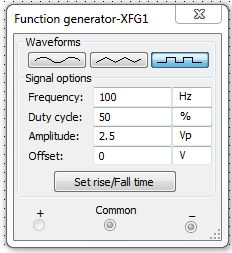 Function generator-XFG1
Waveforms
Signal options
Frequency: 100 Hz
Duty cycle: 50 %
Amplitude: 2.5 Vp
Offset: 0 V
Set rise/Fall time
+ Common −